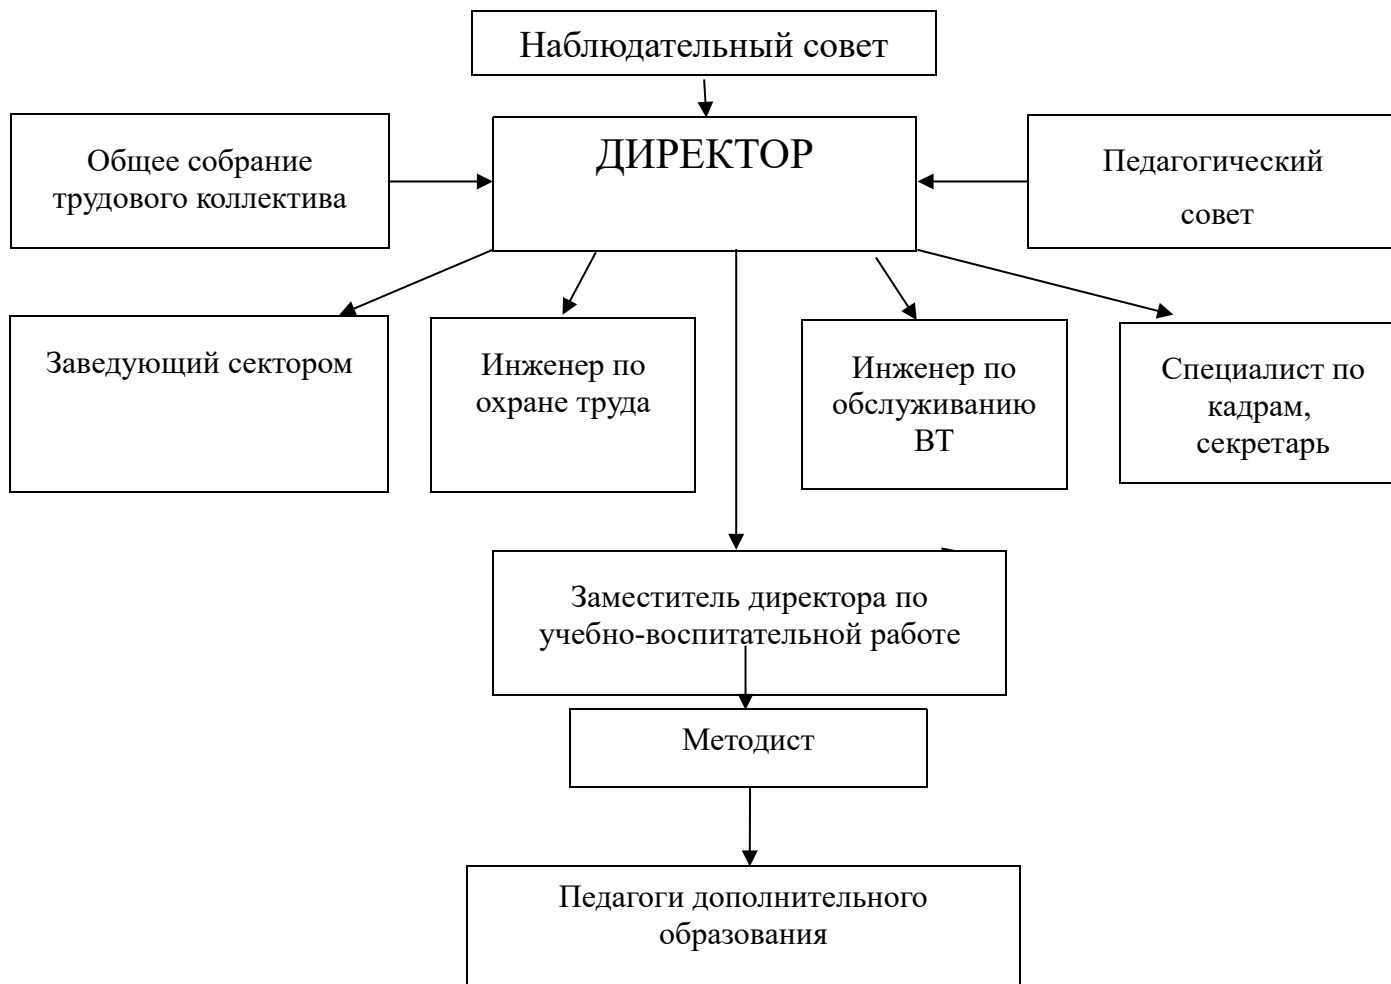 Наблюдательный совет
Общее собрание
трудового коллектива
ДИРЕКТОР
Педагогический
совет
Заведующий сектором
Инженер по
охране труда
Инженер по
обслуживанию
ВТ
Специалист по
кадрам,
секретарь
Заместитель директора по
учебно-воспитательной работе
Методист
Педагоги дополнительного
образования